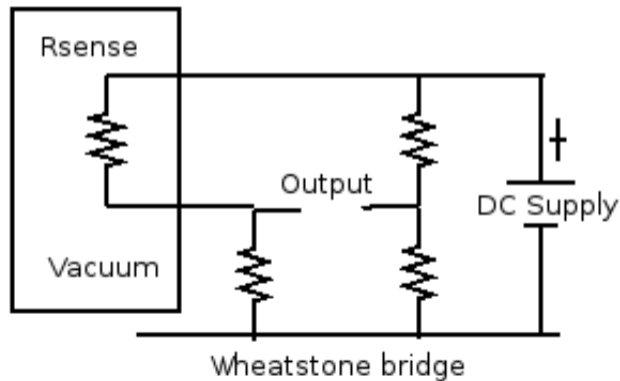 Rsense
+
Output
DC Supply
Vacuum
Wheatstone bridge